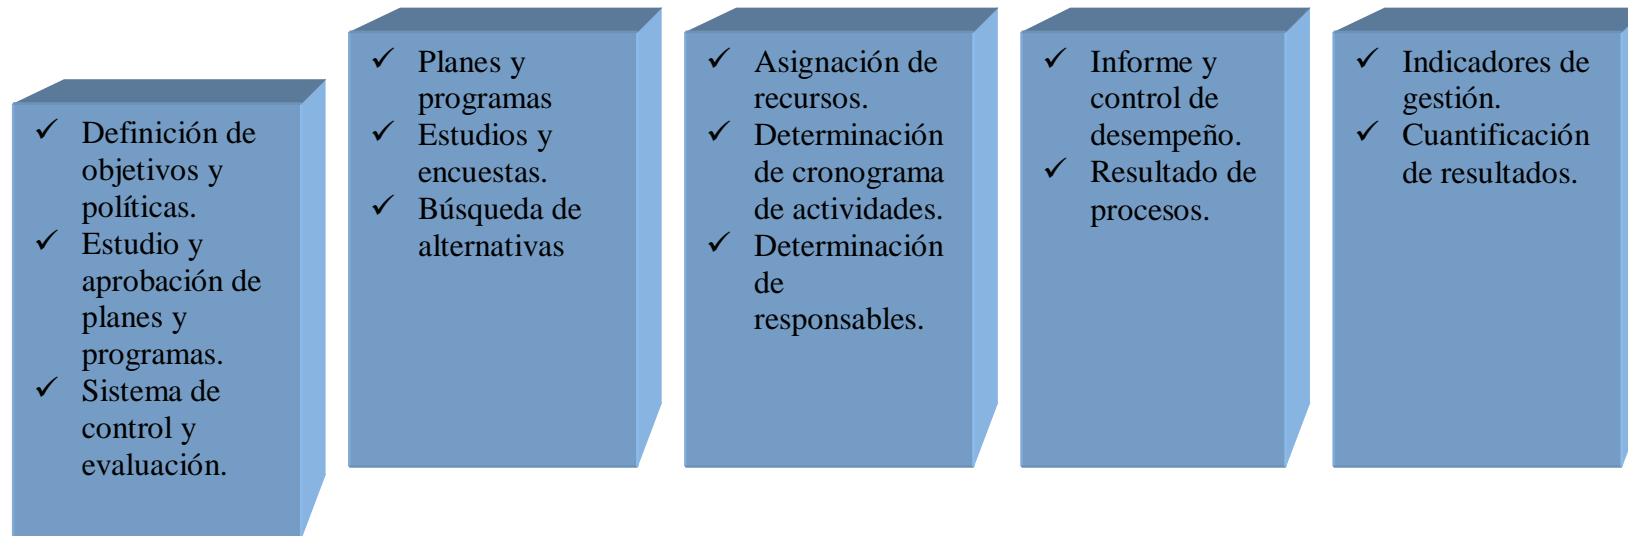 ✓ Definición de
objetivos y
políticas.
✓ Estudio y
aprobación de
planes y
programas.
✓ Sistema de
control y
evaluación.
✓ Planes y
programas
✓ Estudios y
encuestas.
✓ Búsqueda de
alternativas
✓ Asignación de
recursos.
✓ Determinación
de cronograma
de actividades.
✓ Determinación
de
responsables.
✓ Informe y
control de
desempeño.
✓ Resultado de
procesos.
✓ Indicadores de
gestión.
✓ Cuantificación
de resultados.